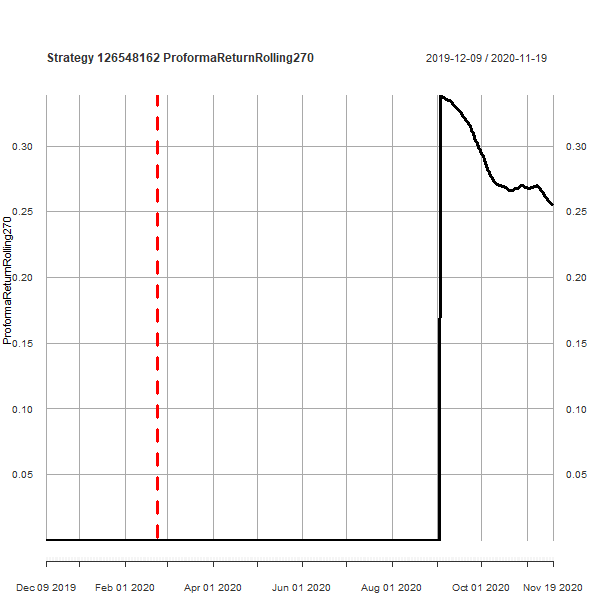 Strategy 126548162 ProformaReturnRolling270
2019-12-09 / 2020-11-19
ProformaReturnRolling270
0.30 0.30
0.25 0.25
0.20 0.20
0.15 0.15
0.10 0.10
0.05 0.05
Dec 09 2019 Feb 01 2020 Apr 01 2020 Jun 01 2020 Aug 01 2020 Oct 01 2020 Nov 19 2020